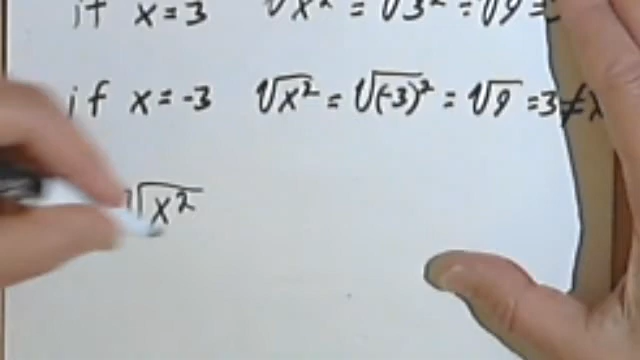 if x = 3 √x² = √3² = √9 =
if x = -3 √x² = √(-3)² = √9 = 3 ≠ x
√x²